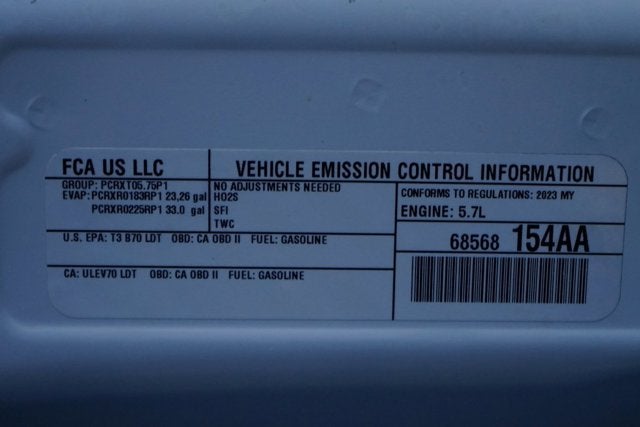 FCA US LLC
VEHICLE EMISSION CONTROL INFORMATION
GROUP: PCRXT05.75P1
EVAP: PCRXR0183RP1 23,26 gal
PCRXR0225RP1 33.0 gal
NO ADJUSTMENTS NEEDED
HO2S
SFI
TWC
CONFORMS TO REGULATIONS: 2023 MY
ENGINE: 5.7L
U.S. EPA: T3 B70 LDT OBD: CA OBD II FUEL: GASOLINE
68568 154AA
CA: ULEV70 LDT OBD: CA OBD II FUEL: GASOLINE